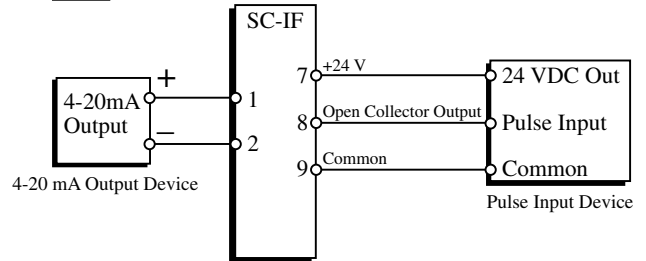 SC-IF
+
7 +24 V 24 VDC Out
4-20mA
Output
1
8 Open Collector Output Pulse Input
–
2
9 Common Common
4-20 mA Output Device
Pulse Input Device